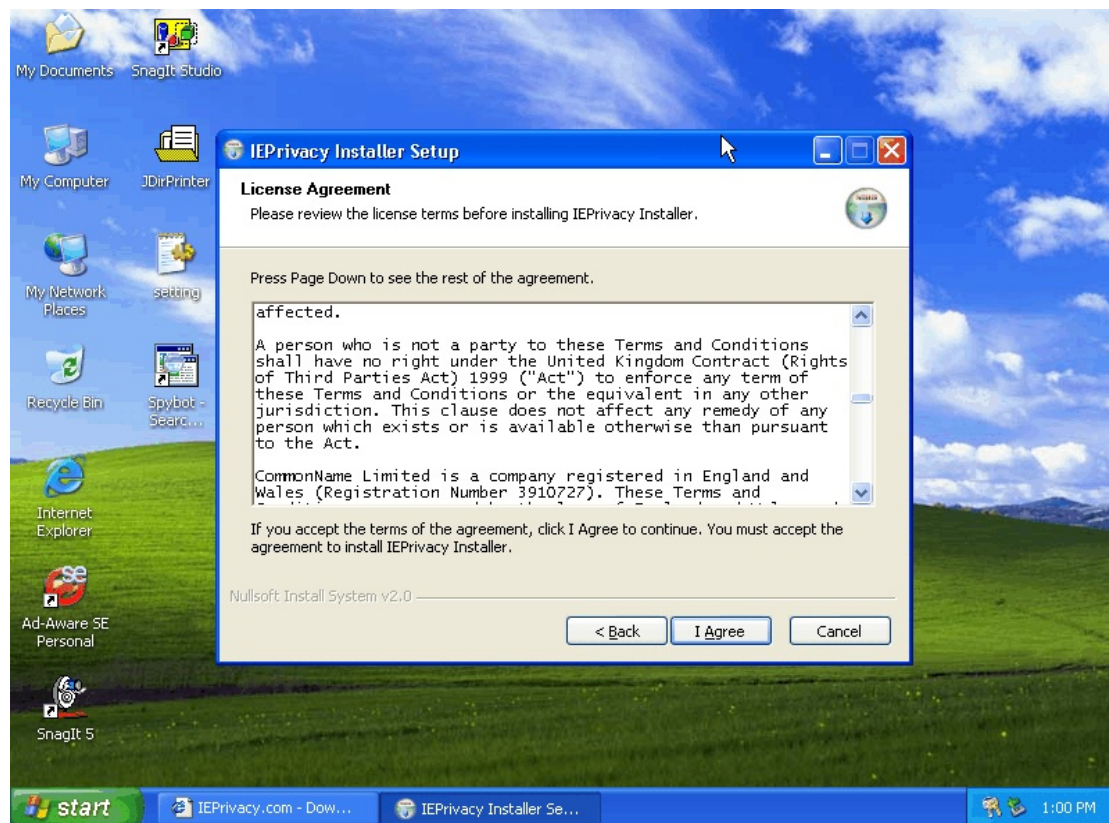 My Documents
SnagIt Studio
My Computer
JDirPrinter
My Network
Places
setting
Recycle Bin
Spybot -
Searc...
Internet
Explorer
Ad-Aware SE
Personal
SnagIt 5
IEPrivacy Installer Setup
License Agreement
Please review the license terms before installing IEPrivacy Installer.
Press Page Down to see the rest of the agreement.
affected.
A person who is not a party to these Terms and Conditions
shall have no right under the United Kingdom Contract (Rights
of Third Parties Act) 1999 ("Act") to enforce any term of
these Terms and Conditions or the equivalent in any other
jurisdiction. This clause does not affect any remedy of any
person which exists or is available otherwise than pursuant
to the Act.
CommonName Limited is a company registered in England and
Wales (Registration Number 3910727). These Terms and
If you accept the terms of the agreement, click I Agree to continue. You must accept the
agreement to install IEPrivacy Installer.
Nullsoft Install System v2.0
< Back
I Agree
Cancel
start
IEPrivacy.com - Dow...
IEPrivacy Installer Se...
1:00 PM